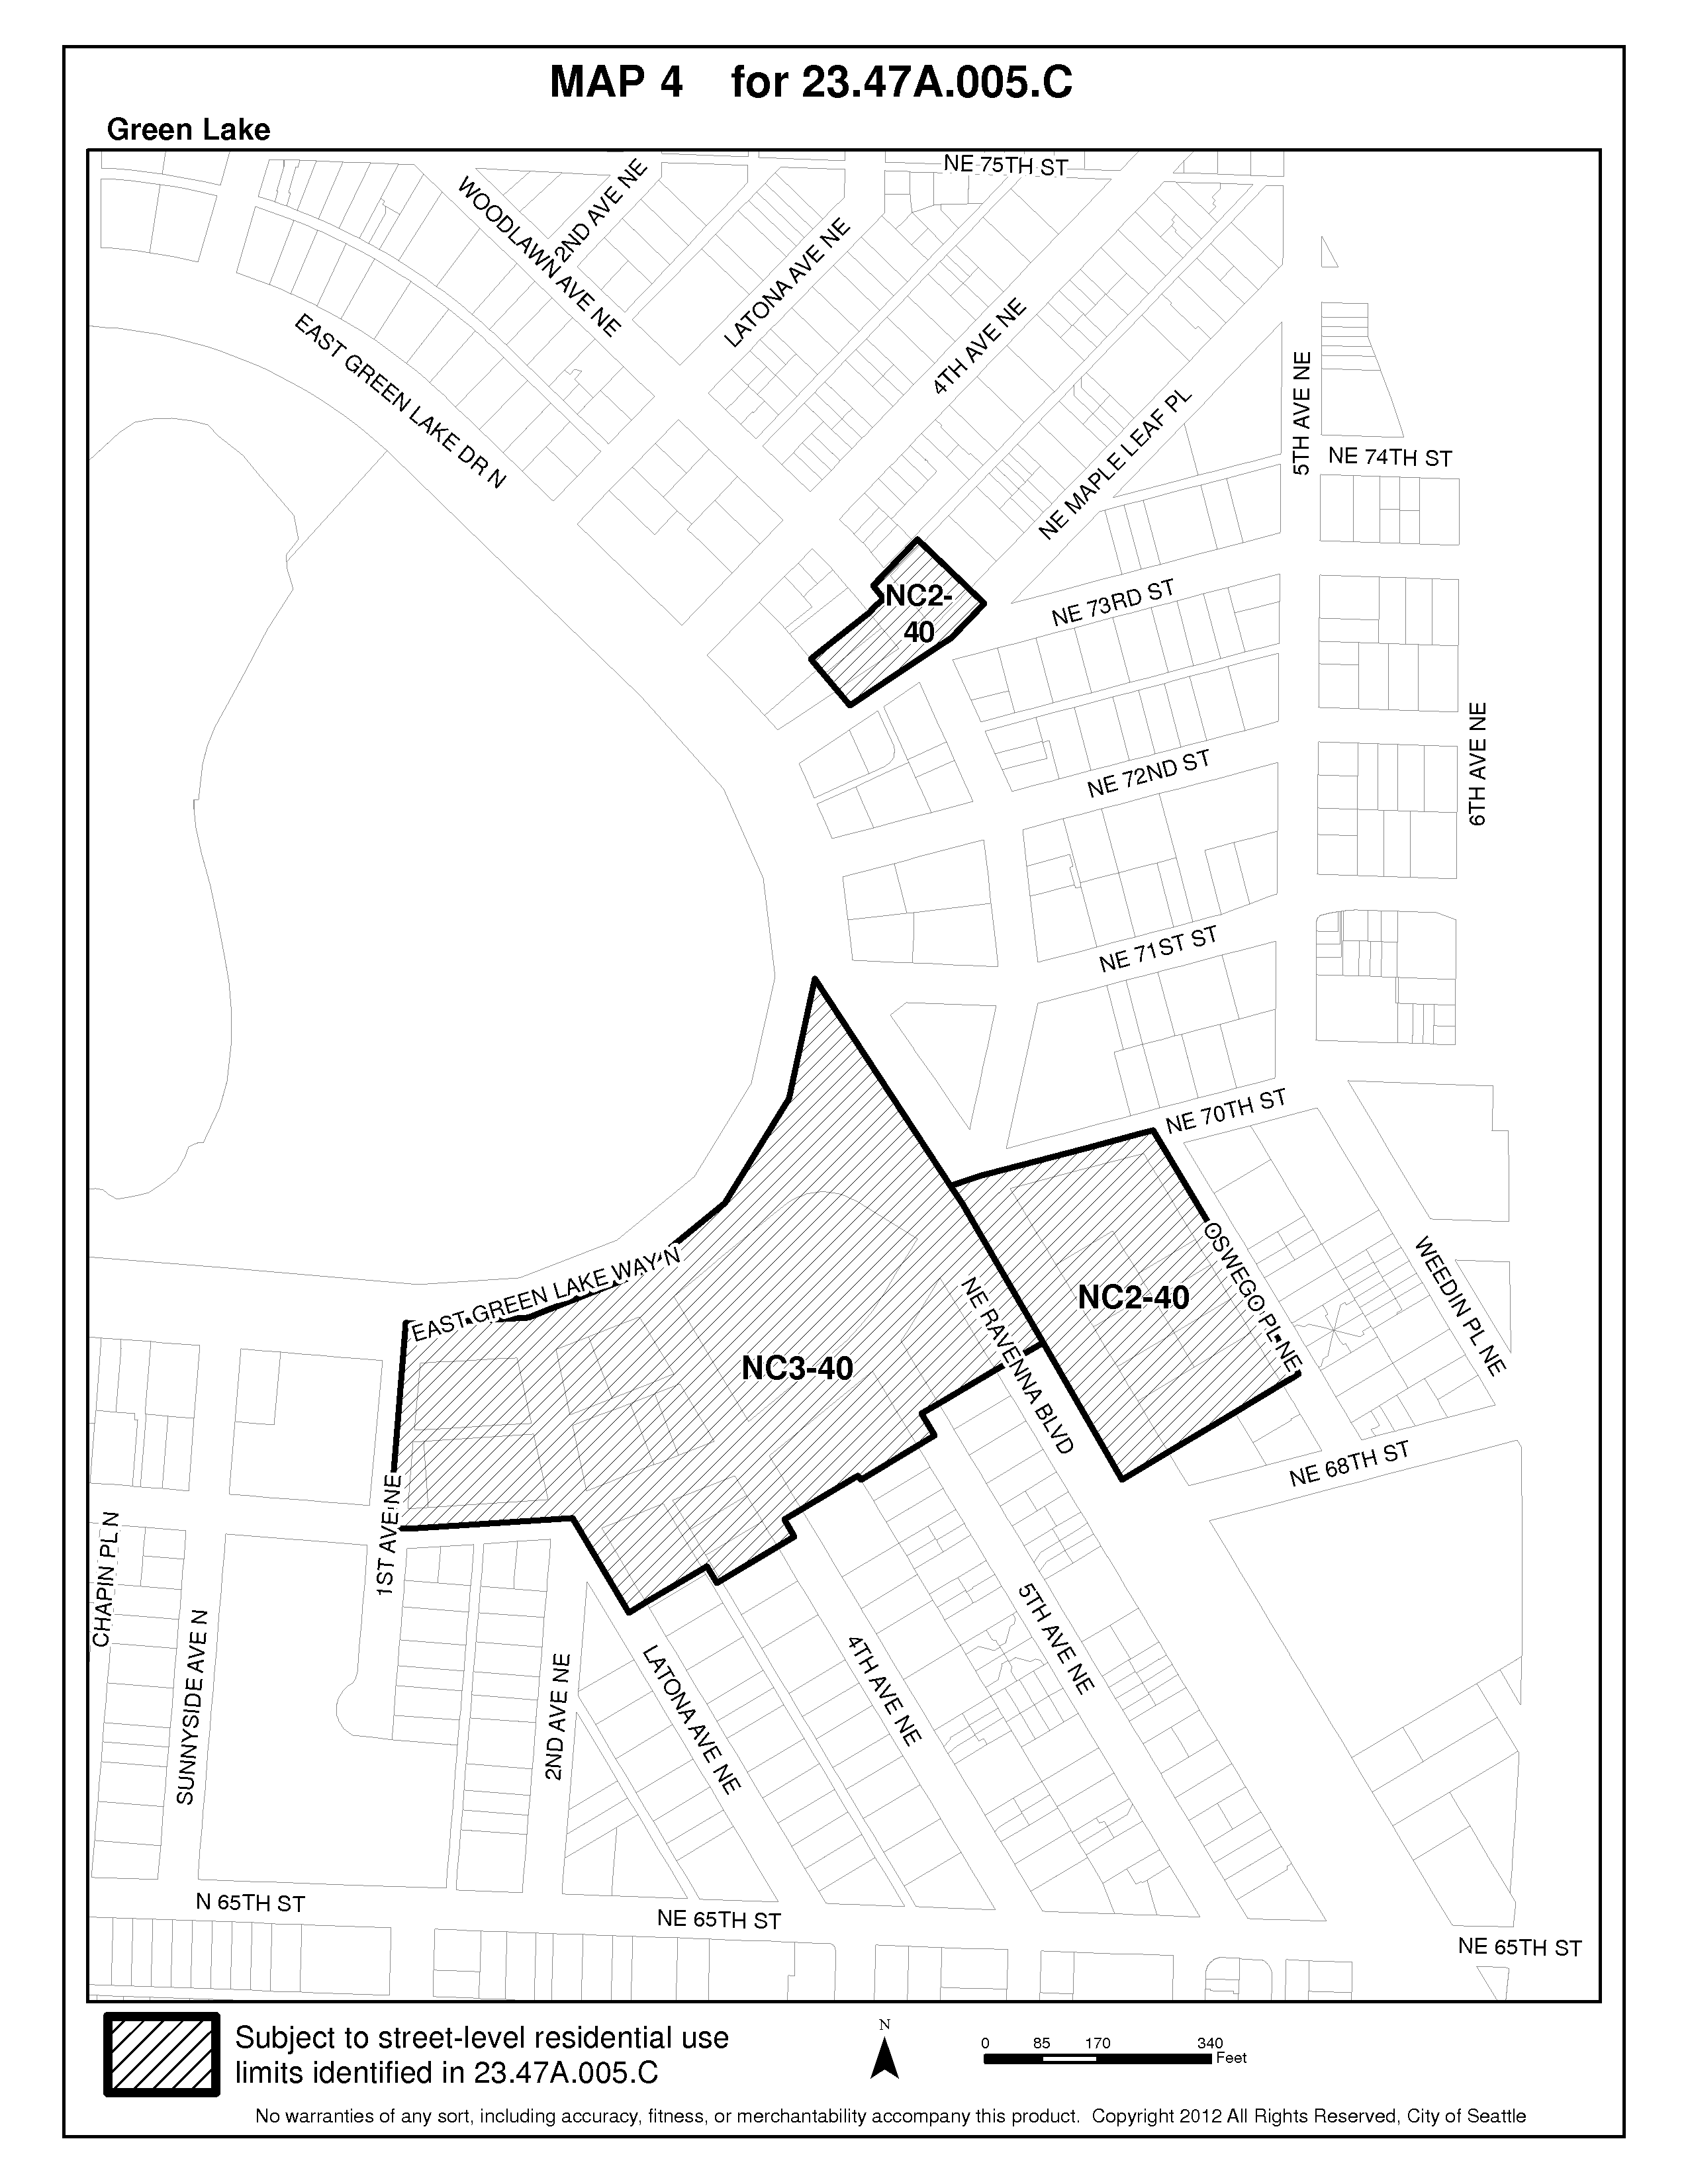 MAP 4 for 23.47A.005.C
Green Lake
NE 75TH ST
WOODLAWN AVE NE
2ND AVE NE
LATONA AVE NE
4TH AVE NE
EAST GREEN LAKE DR N
NE MAPLE LEAF PL
5TH AVE NE
NE 74TH ST
NC2-
40
NE 73RD ST
NE 72ND ST
6TH AVE NE
NE 71ST ST
NE 70TH ST
OSWEGO PL NE
WEEDIN PL NE
EAST GREEN LAKE WAY N
NC2-40
NE RAVENNA BLVD
NC3-40
NE 68TH ST
1ST AVE NE
CHAPIN PL N
SUNNYSIDE AVE N
2ND AVE NE
LATONA AVE NE
4TH AVE NE
5TH AVE NE
N 65TH ST
NE 65TH ST
NE 65TH ST
Subject to street-level residential use
limits identified in 23.47A.005.C
N
0 85 170 340
Feet
No warranties of any sort, including accuracy, fitness, or merchantability accompany this product. Copyright 2012 All Rights Reserved, City of Seattle